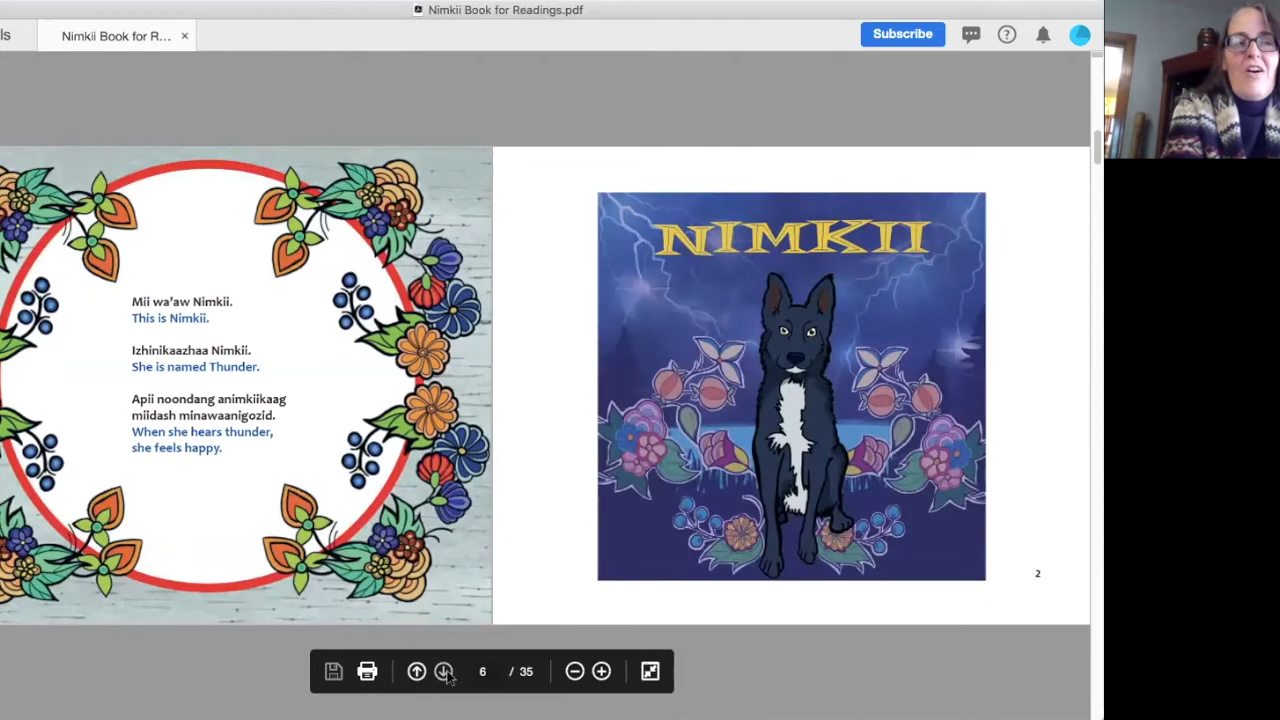 Nimkii Book for Readings.pdf
ls
Nimkii Book for R...
Subscribe
Mii wa'aw Nimkii.
This is Nimkii.
Izhinikaazhaa Nimkii.
She is named Thunder.
Apii noondang animkiikaag
miidash minawaanigozid.
When she hears thunder,
she feels happy.
NIMKII
2
6 / 35